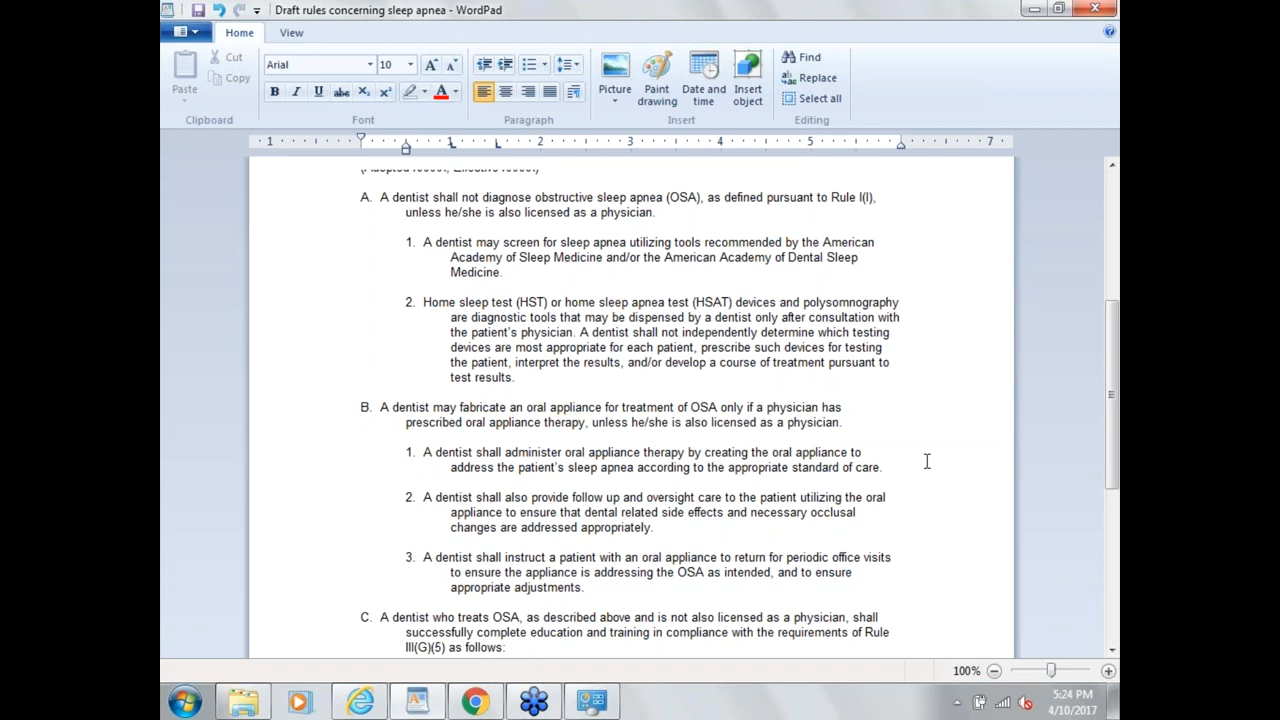 Draft rules concerning sleep apnea - WordPad
Home View
Paste
Cut
Copy
Clipboard
Arial 10
Font
Paragraph
Picture
Paint drawing
Date and time
Insert object
Insert
Find
Replace
Select all
Editing
1 1 2 3 4 5 7
A. A dentist shall not diagnose obstructive sleep apnea (OSA), as defined pursuant to Rule I(I),
unless he/she is also licensed as a physician.
1. A dentist may screen for sleep apnea utilizing tools recommended by the American
Academy of Sleep Medicine and/or the American Academy of Dental Sleep
Medicine.
2. Home sleep test (HST) or home sleep apnea test (HSAT) devices and polysomnography
are diagnostic tools that may be dispensed by a dentist only after consultation with
the patient's physician. A dentist shall not independently determine which testing
devices are most appropriate for each patient, prescribe such devices for testing
the patient, interpret the results, and/or develop a course of treatment pursuant to
test results.
B. A dentist may fabricate an oral appliance for treatment of OSA only if a physician has
prescribed oral appliance therapy, unless he/she is also licensed as a physician.
1. A dentist shall administer oral appliance therapy by creating the oral appliance to
address the patient's sleep apnea according to the appropriate standard of care.
2. A dentist shall also provide follow up and oversight care to the patient utilizing the oral
appliance to ensure that dental related side effects and necessary occlusal
changes are addressed appropriately.
3. A dentist shall instruct a patient with an oral appliance to return for periodic office visits
to ensure the appliance is addressing the OSA as intended, and to ensure
appropriate adjustments.
C. A dentist who treats OSA, as described above and is not also licensed as a physician, shall
successfully complete education and training in compliance with the requirements of Rule
III(G)(5) as follows:
100%
5:24 PM
4/10/2017